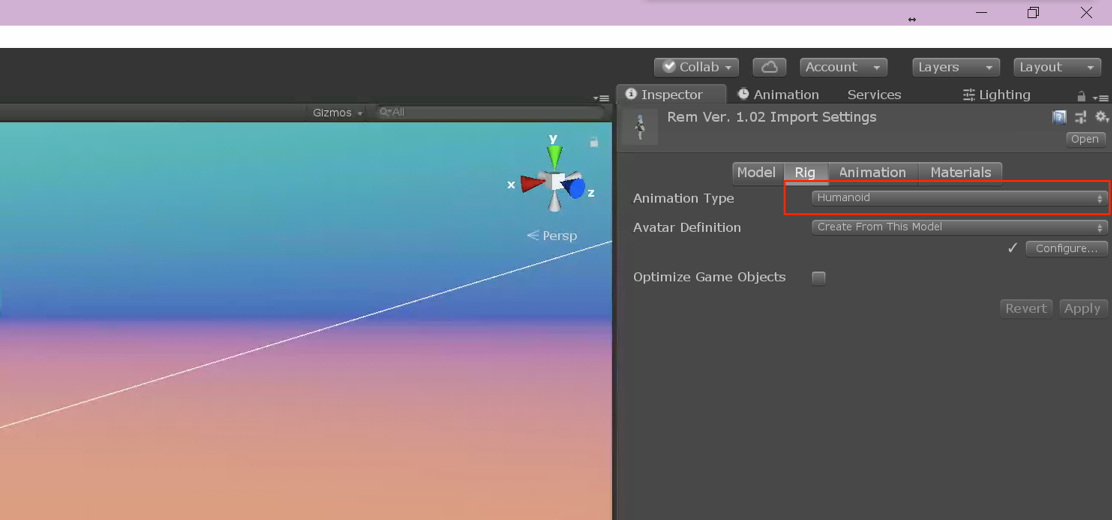 Collab Account Layers Layout
Inspector Animation Services Lighting
Gizmos All
Rem Ver. 1.02 Import Settings
Open
y
x
z
Persp
Model Rig Animation Materials
Animation Type Humanoid
Avatar Definition Create From This Model
Configure...
Optimize Game Objects
Revert Apply